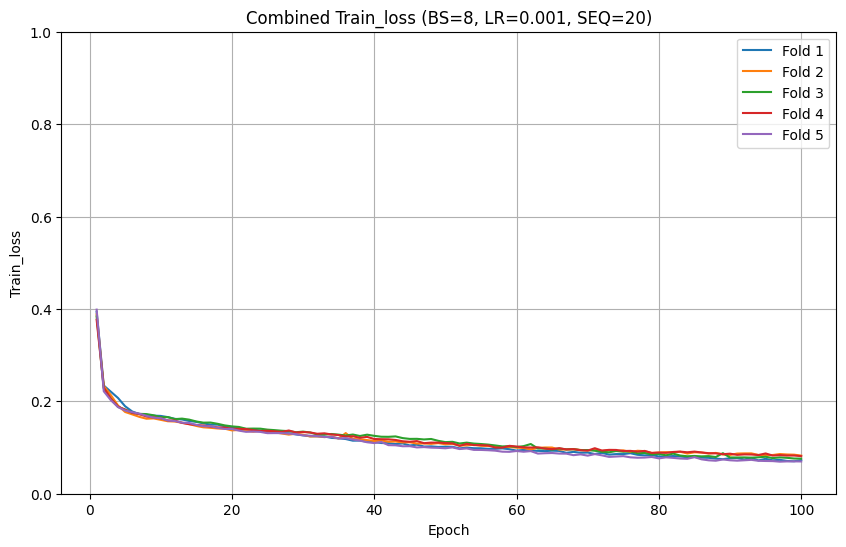 Combined Train_loss (BS=8, LR=0.001, SEQ=20)
1.0
0.8
0.6
0.4
0.2
0.0
Train_loss
Fold 1
Fold 2
Fold 3
Fold 4
Fold 5
0 20 40 60 80 100
Epoch